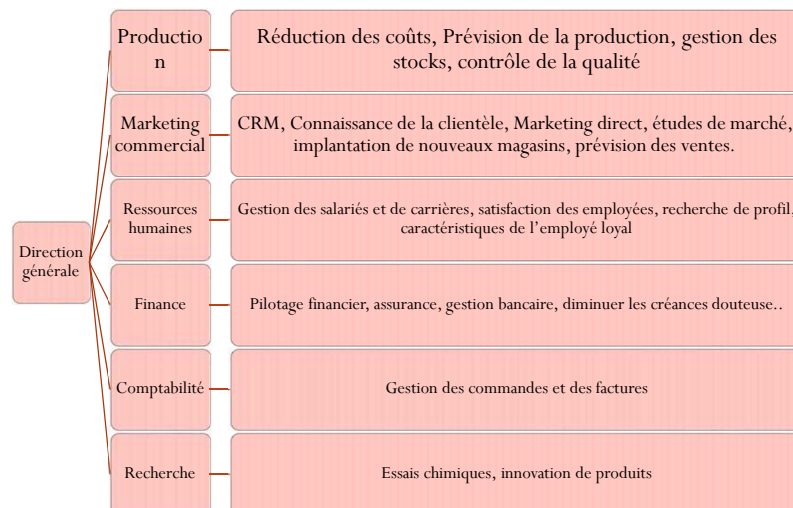 Productio
n
Réduction des coûts, Prévision de la production, gestion des
stocks, contrôle de la qualité
Marketing
commercial
CRM, Connaissance de la clientèle, Marketing direct, études de marché,
implantation de nouveaux magasins, prévision des ventes.
Ressources
humaines
Gestion des salariés et de carrières, satisfaction des employées, recherche de profil,
caractéristiques de l'employé loyal
Direction
générale
Finance
Pilotage financier, assurance, gestion bancaire, diminuer les créances douteuse..
Comptabilité
Gestion des commandes et des factures
Recherche
Essais chimiques, innovation de produits